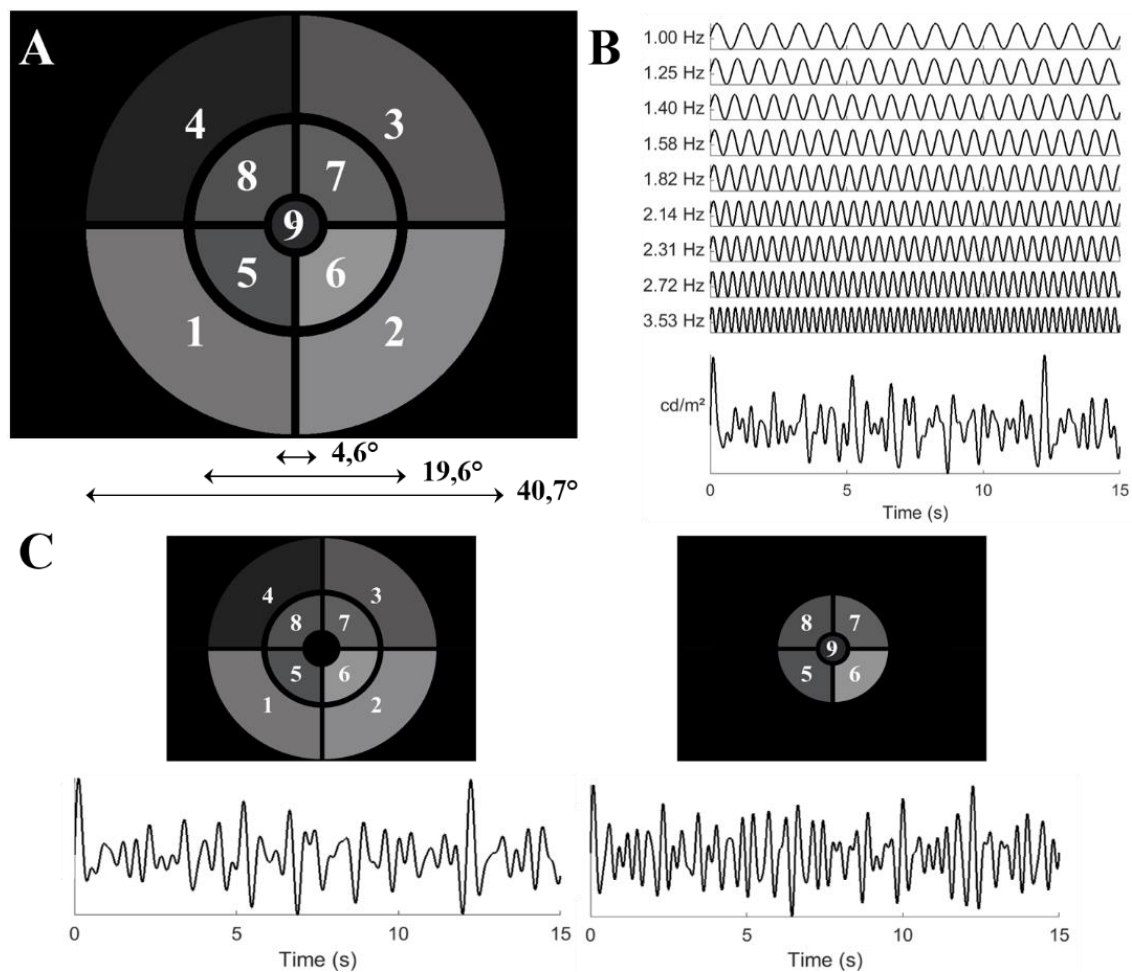 A
4
3
8
7
9
5
6
1
2
4,6°
19,6°
40,7°
B
1.00 Hz
1.25 Hz
1.40 Hz
1.58 Hz
1.82 Hz
2.14 Hz
2.31 Hz
2.72 Hz
3.53 Hz
cd/m²
0 5 10 15
Time (s)
C
4
3
8
7
5
6
1
2
8
7
9
5
6
0 5 10 15
Time (s)
0 5 10 15
Time (s)